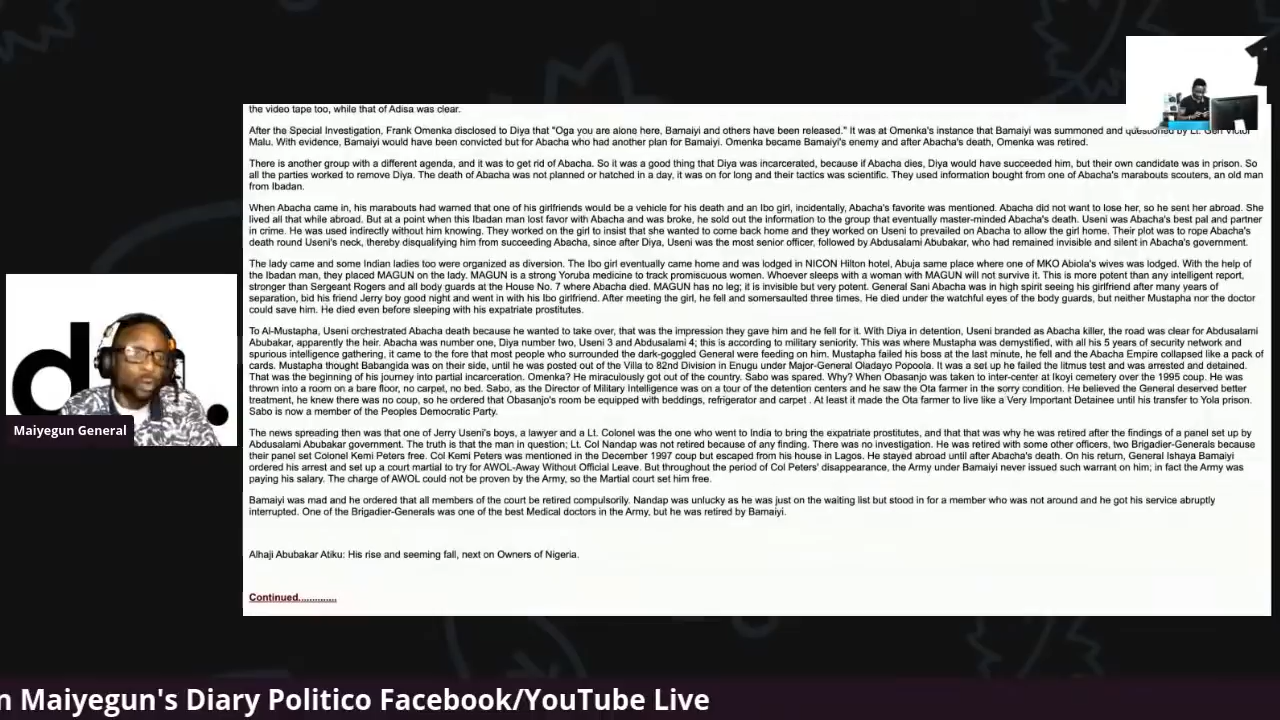 the video tape too, while that of Adisa was clear.
After the Special Investigation, Frank Omenka disclosed to Diya that "Oga you are alone here, Bamaiyi and others have been released." It was at Omenka's instance that Bamaiyi was summoned and questioned by Lt. Gen Victor
Malu. With evidence, Bamaiyi would have been convicted but for Abacha who had another plan for Bamaiyi. Omenka became Bamaiyi's enemy and after Abacha's death, Omenka was retired.
There is another group with a different agenda, and it was to get rid of Abacha. So it was a good thing that Diya was incarcerated, because if Abacha dies, Diya would have succeeded him, but their own candidate was in prison. So
all the parties worked to remove Diya. The death of Abacha was not planned or hatched in a day, it was on for long and their tactics was scientific. They used information bought from one of Abacha's marabouts scouters, an old man
from Ibadan.
When Abacha came in, his marabouts had warned that one of his girlfriends would be a vehicle for his death and an Ibo girl, incidentally, Abacha's favorite was mentioned. Abacha did not want to lose her, so he sent her abroad. She
lived all that while abroad. But at a point when this Ibadan man lost favor with Abacha and was broke, he sold out the information to the group that eventually master-minded Abacha's death. Useni was Abacha's best pal and partner
in crime. He was used indirectly without him knowing. They worked on the girl to insist that she wanted to come back home and they worked on Useni to prevail on Abacha to allow the girl home. Their plot was to rope Abacha's
death round Useni's neck, thereby disqualifying him from succeeding Abacha, since after Diya, Useni was the most senior officer, followed by Abdusalami Abubakar, who had remained invisible and silent in Abacha's government.
The lady came and some Indian ladies too were organized as diversion. The Ibo girl eventually came home and was lodged in NICON Hilton hotel, Abuja same place where one of MKO Abiola's wives was lodged. With the help of
the Ibadan man, they placed MAGUN on the lady. MAGUN is a strong Yoruba medicine to track promiscuous women. Whoever sleeps with a woman with MAGUN will not survive it. This is more potent than any intelligent report,
stronger than Sergeant Rogers and all body guards at the House No. 7 where Abacha died. MAGUN has no leg; it is invisible but very potent. General Sani Abacha was in high spirit seeing his girlfriend after many years of
separation, bid his friend Jerry boy good night and went in with his Ibo girlfriend. After meeting the girl, he fell and somersaulted three times. He died under the watchful eyes of the body guards, but neither Mustapha nor the doctor
could save him. He died even before sleeping with his expatriate prostitutes.
To Al-Mustapha, Useni orchestrated Abacha death because he wanted to take over, that was the impression they gave him and he fell for it. With Diya in detention, Useni branded as Abacha killer, the road was clear for Abdusalami
Abubakar, apparently the heir. Abacha was number one, Diya number two, Useni 3 and Abdusalami 4; this is according to military seniority. This was where Mustapha was demystified, with all his 5 years of security network and
spurious intelligence gathering, it came to the fore that most people who surrounded the dark-goggled General were feeding on him. Mustapha failed his boss at the last minute, he fell and the Abacha Empire collapsed like a pack of
cards. Mustapha thought Babangida was on their side, until he was posted out of the Villa to 82nd Division in Enugu under Major-General Oladayo Popoola. It was a set up he failed the litmus test and was arrested and detained.
That was the beginning of his journey into partial incarceration. Omenka? He miraculously got out of the country. Sabo was spared. Why? When Obasanjo was taken to inter-center at Ikoyi cemetery over the 1995 coup. He was
thrown into a room on a bare floor, no carpet, no bed. Sabo, as the Director of Military Intelligence was on a tour of the detention centers and he saw the Ota farmer in the sorry condition. He believed the General deserved better
treatment, he knew there was no coup, so he ordered that Obasanjo's room be equipped with beddings, refrigerator and carpet . At least it made the Ota farmer to live like a Very Important Detainee until his transfer to Yola prison.
Sabo is now a member of the Peoples Democratic Party.
The news spreading then was that one of Jerry Useni's boys, a lawyer and a Lt. Colonel was the one who went to India to bring the expatriate prostitutes, and that that was why he was retired after the findings of a panel set up by
Abdusalami Abubakar government. The truth is that the man in question; Lt. Col Nandap was not retired because of any finding. He was retired with some other officers, two Brigadier-Generals because
their panel set Colonel Kemi Peters free. Col Kemi Peters was mentioned in the December 1997 coup but escaped from his house in Lagos. He stayed abroad until after Abacha's death. On his return, General Ishaya Bamaiyi
ordered his arrest and set up a court martial to try for AWOL-Away Without Official Leave. But throughout the period of Col Peters' disappearance, the Army under Bamaiyi never issued such warrant on him; in fact the Army was
paying his salary. The charge of AWOL could not be proven by the Army, so the Martial court set him free.
Bamaiyi was mad and he ordered that all members of the court be retired compulsorily. Nandap was unlucky as he was just on the waiting list but stood in for a member who was not around and he got his service abruptly
interrupted. One of the Brigadier-Generals was one of the best Medical doctors in the Army, but he was retired by Bamaiyi.
Alhaji Abubakar Atiku: His rise and seeming fall, next on Owners of Nigeria.
Continued.............
Maiyegun General
n Maiyegun's Diary Politico Facebook/YouTube Live